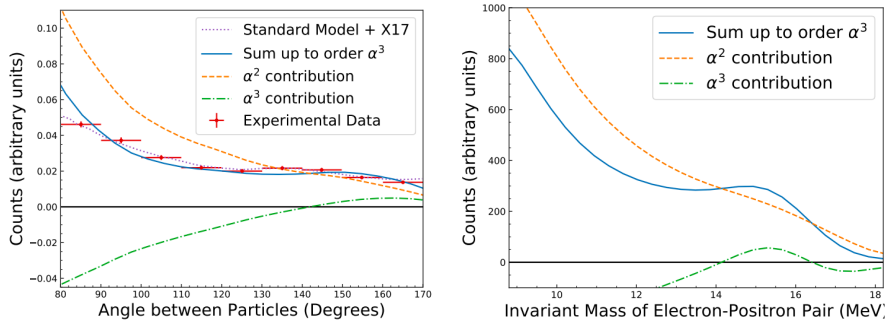 0.10
0.08
0.06
0.04
0.02
0.00
−0.02
−0.04
Counts (arbitrary units)
Standard Model + X17
Sum up to order α³
α² contribution
α³ contribution
Experimental Data
80 90 100 110 120 130 140 150 160 170
Angle between Particles (Degrees)
1000
800
600
400
200
0
Counts (arbitrary units)
Sum up to order α³
α² contribution
α³ contribution
10 12 14 16 18
Invariant Mass of Electron-Positron Pair (MeV)